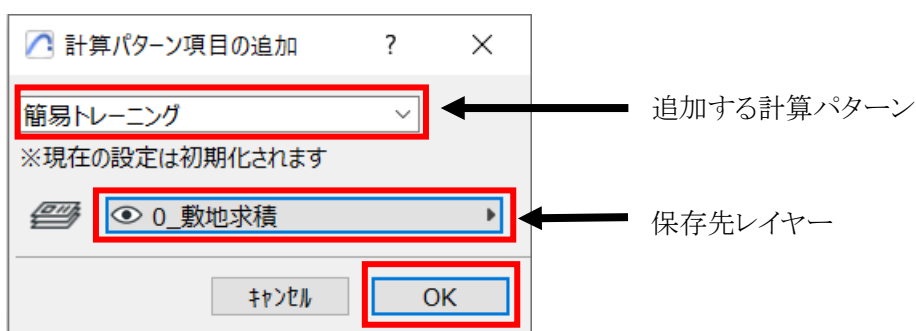 計算パターン項目の追加 ? ×
簡易トレーニング
追加する計算パターン
※現在の設定は初期化されます
0_敷地求積
保存先レイヤー
ｷｬﾝｾﾙ OK